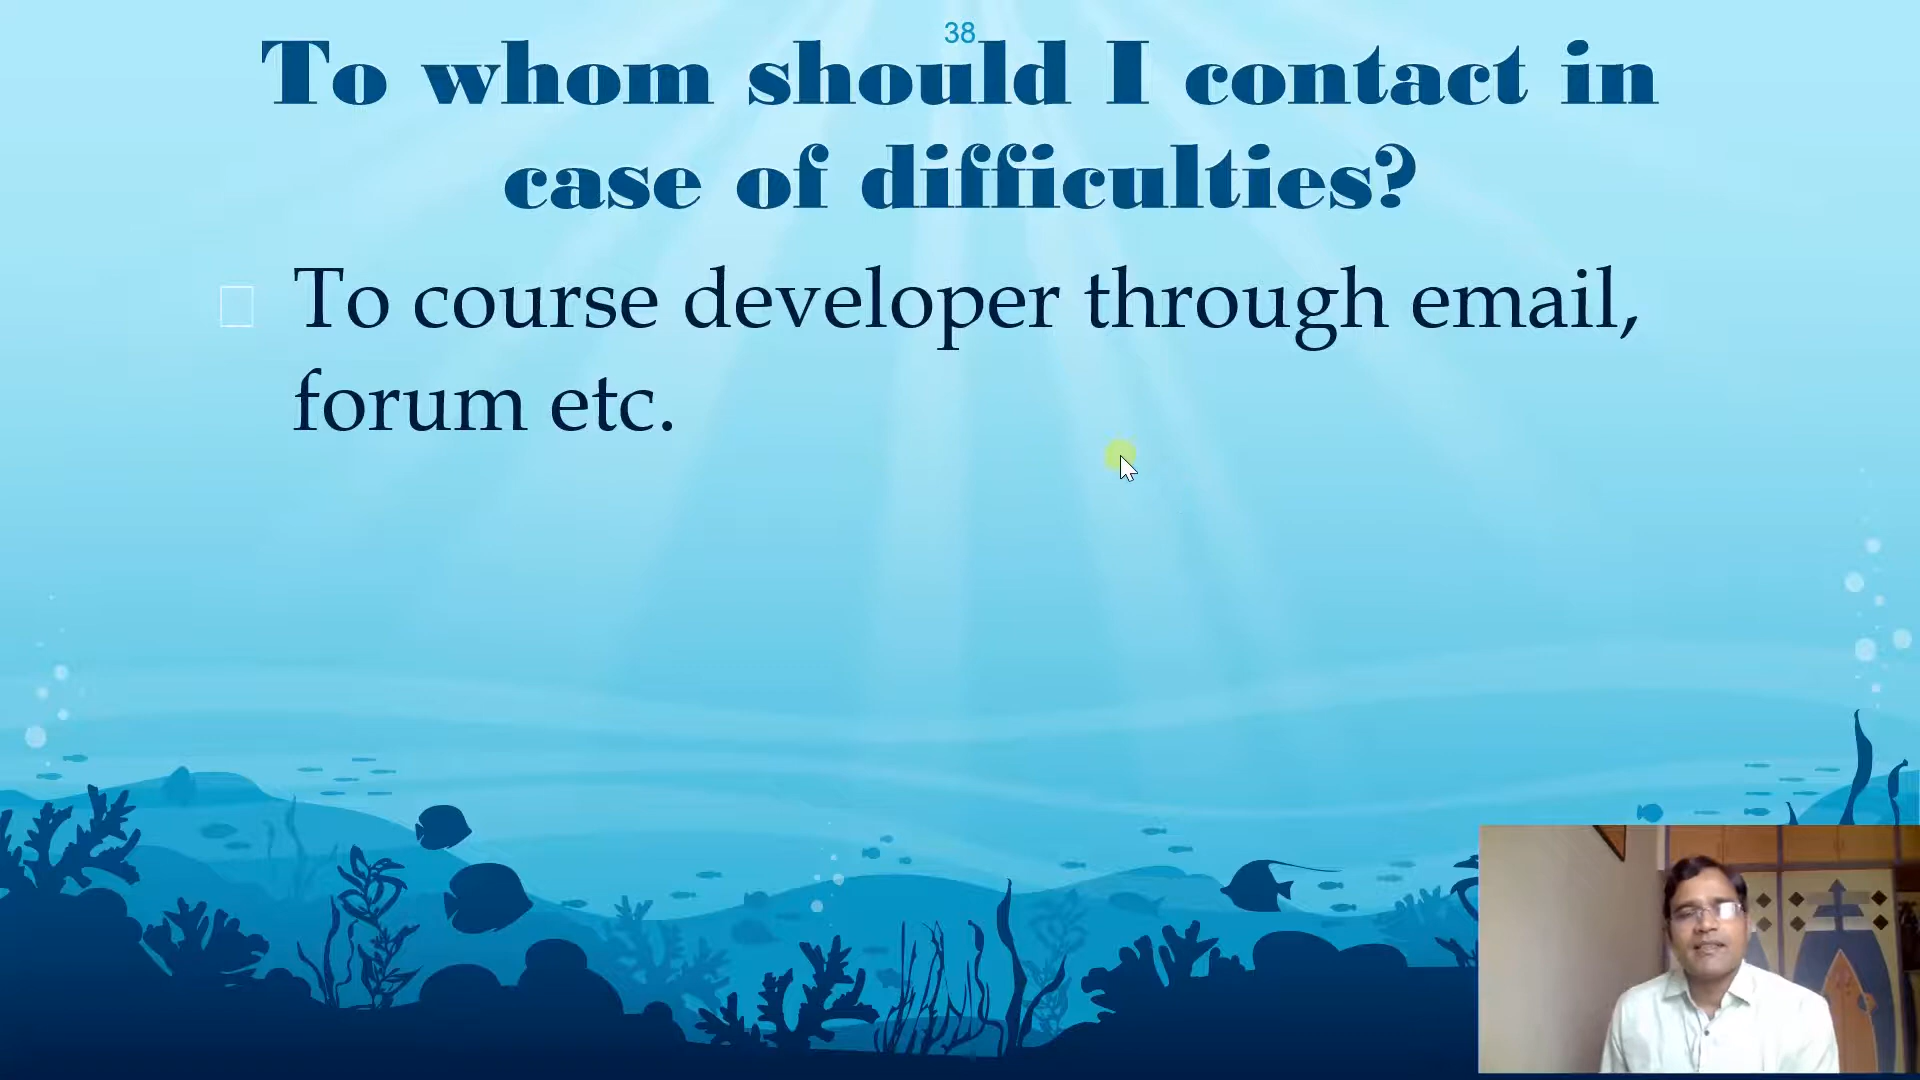 38
To whom should I contact in
case of difficulties?
To course developer through email,
forum etc.